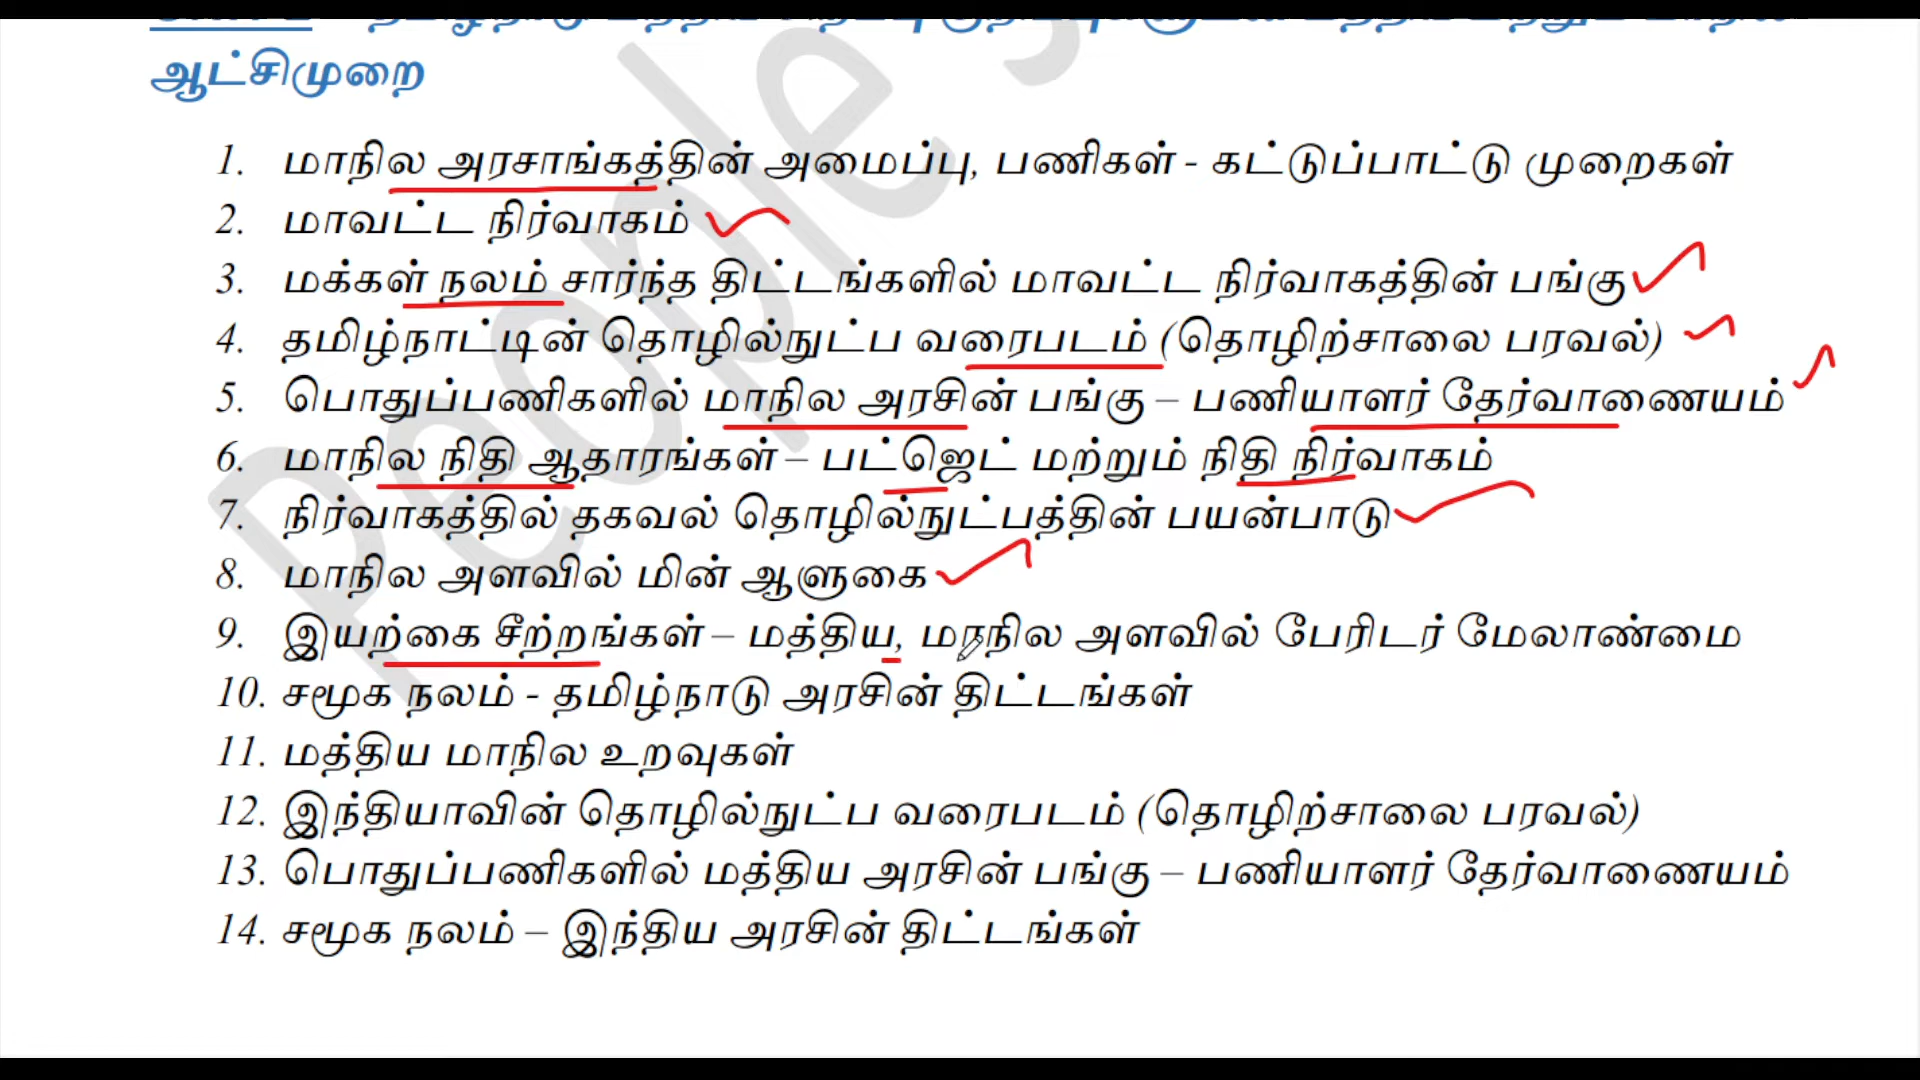 ஆட்சிமுறை
1. மாநில அரசாங்கத்தின் அமைப்பு, பணிகள் - கட்டுப்பாட்டு முறைகள்
2. மாவட்ட நிர்வாகம்
3. மக்கள் நலம் சார்ந்த திட்டங்களில் மாவட்ட நிர்வாகத்தின் பங்கு
4. தமிழ்நாட்டின் தொழில்நுட்ப வரைபடம் (தொழிற்சாலை பரவல்)
5. பொதுப்பணிகளில் மாநில அரசின் பங்கு – பணியாளர் தேர்வாணையம்
6. மாநில நிதி ஆதாரங்கள் – பட்ஜெட் மற்றும் நிதி நிர்வாகம்
7. நிர்வாகத்தில் தகவல் தொழில்நுட்பத்தின் பயன்பாடு
8. மாநில அளவில் மின் ஆளுகை
9. இயற்கை சீற்றங்கள் – மத்திய, மாநில அளவில் பேரிடர் மேலாண்மை
10. சமூக நலம் - தமிழ்நாடு அரசின் திட்டங்கள்
11. மத்திய மாநில உறவுகள்
12. இந்தியாவின் தொழில்நுட்ப வரைபடம் (தொழிற்சாலை பரவல்)
13. பொதுப்பணிகளில் மத்திய அரசின் பங்கு – பணியாளர் தேர்வாணையம்
14. சமூக நலம் – இந்திய அரசின் திட்டங்கள்
People